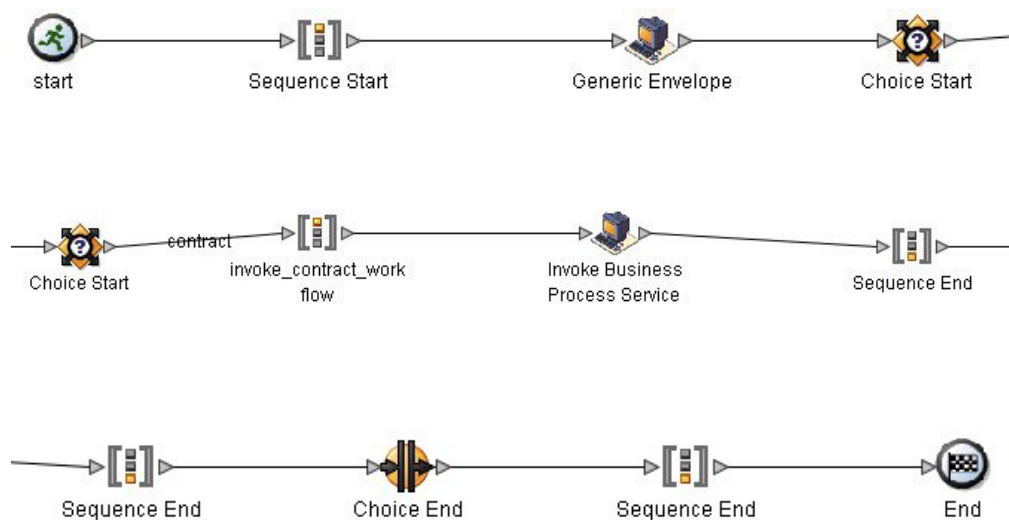 start
Sequence Start
Generic Envelope
Choice Start
contract
Choice Start
invoke_contract_work
flow
Invoke Business
Process Service
Sequence End
Sequence End
Choice End
Sequence End
End